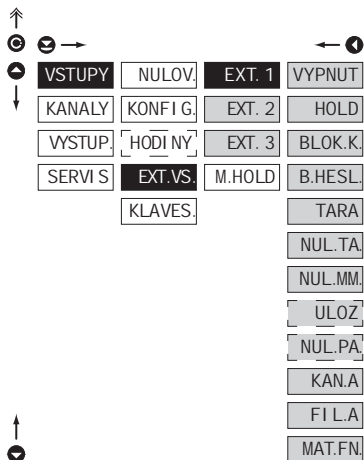 VSTUPY NULOV. EXT. 1 VYPNUT
KANALY KONFIG. EXT. 2 HOLD
VYSTUP. HODINY EXT. 3 BLOK.K.
SERVIS EXT.VS. M.HOLD B.HESL.
KLAVES. TARA
NUL.TA.
NUL.MM.
ULOZ
NUL.PA.
KAN.A
FIL.A
MAT.FN.